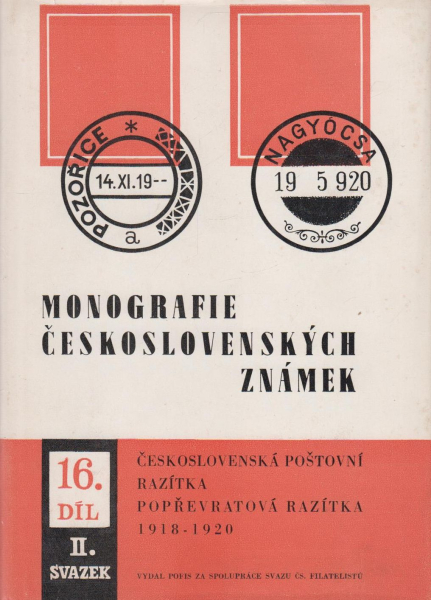 POZOŘICE *
14.XI.19--
a
NAGYÓCSA
19 5 920
MONOGRAFIE
ČESKOSLOVENSKÝCH
ZNÁMEK
16.
DÍL
II.
SVAZEK
ČESKOSLOVENSKÁ POŠTOVNÍ
RAZÍTKA
POPŘEVRATOVÁ RAZÍTKA
1918-1920
VYDAL POFIS ZA SPOLUPRÁCE SVAZU ČS. FILATELISTŮ